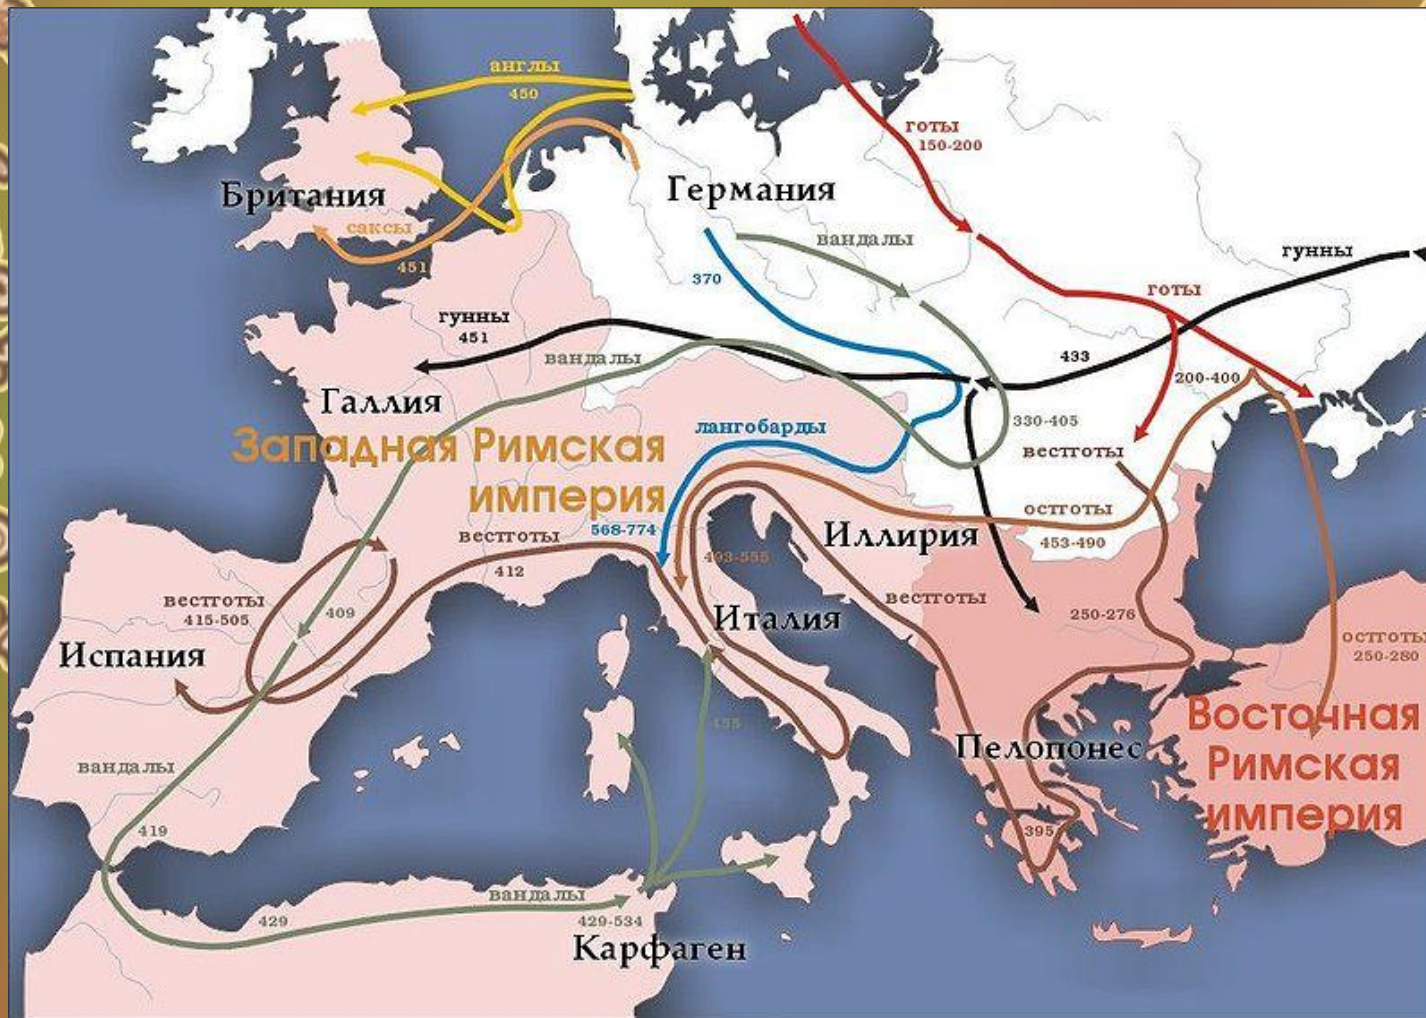 англы
450
готы
150-200
Германия
Британия
саксы
451
вандалы
гунны
370
готы
гунны
451
вандалы
433
200-400
Галлия
лангобарды
330-405
Западная Римская
империя
вестготы
568-774
вестготы
412
493-555
остготы
453-490
Иллирия
вестготы
415-505
409
вестготы
Италия
250-276
остготы
250-280
Испания
455
Восточная
Римская
империя
Пелопонес
вандалы
419
395
вандалы
429
429-534
Карфаген